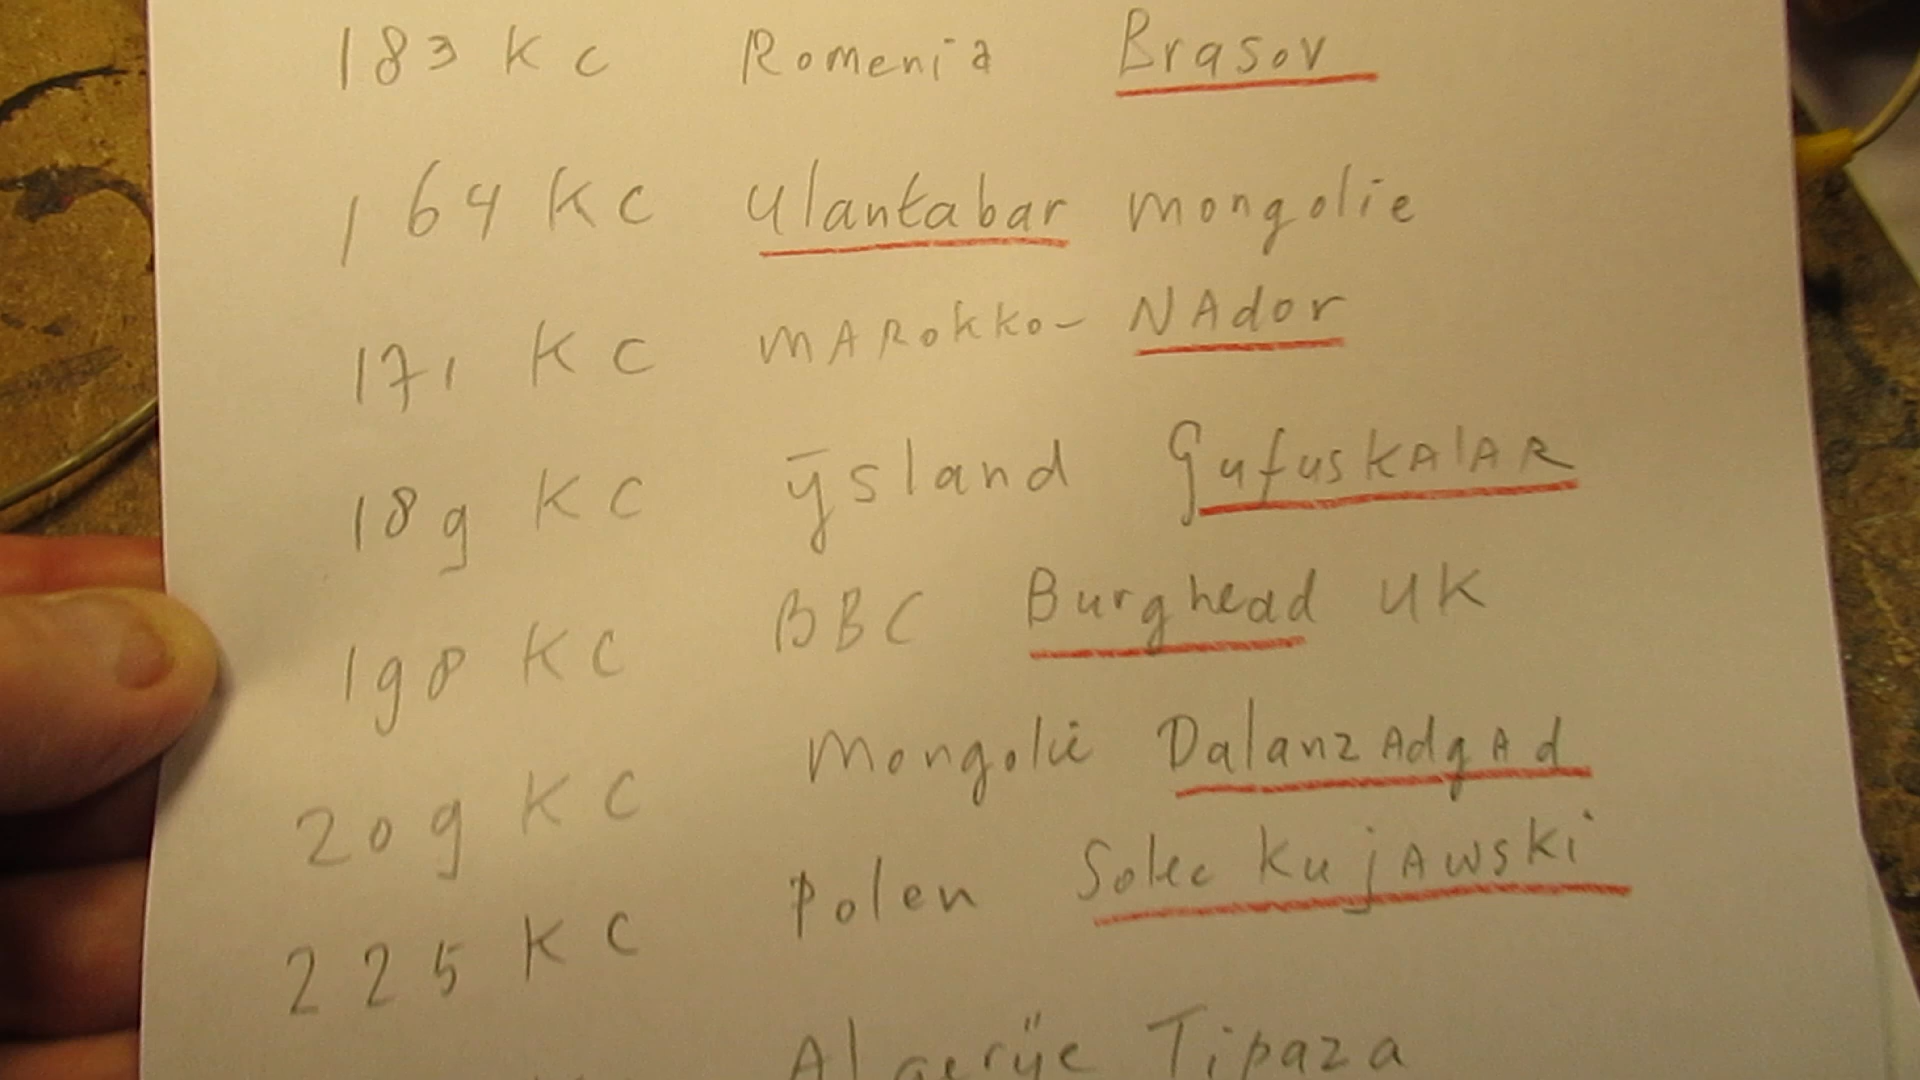 183 KC Romenia Brasov
164 KC Ulantabar mongolie
171 KC MARokko- NAdor
189 KC ÿsland GufusKAlAR
198 KC BBC Burghead UK
209 KC Mongolië DalanzAdgAd
225 KC Polen Solec KujAwski
Algerÿe Tipaza